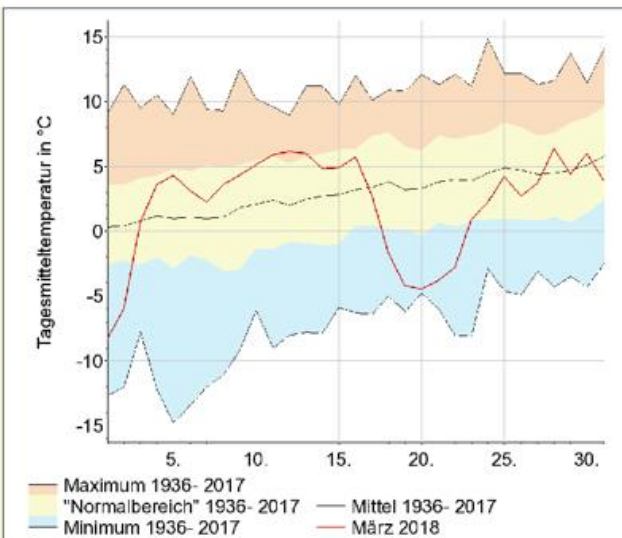 Tagesmitteltemperatur in °C
15
10
5
0
-5
-10
-15
5. 10. 15. 20. 25. 30.
Maximum 1936- 2017
"Normalbereich" 1936- 2017
Minimum 1936- 2017
Mittel 1936- 2017
März 2018